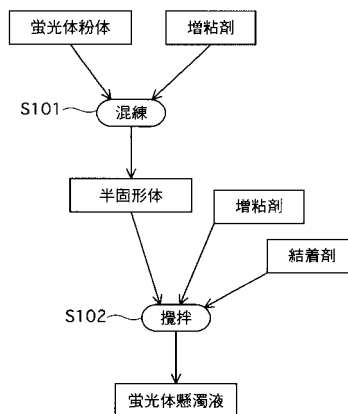 蛍光体粉体
増粘剤
S101
混練
半固形体
増粘剤
結着剤
S102
攪拌
蛍光体懸濁液